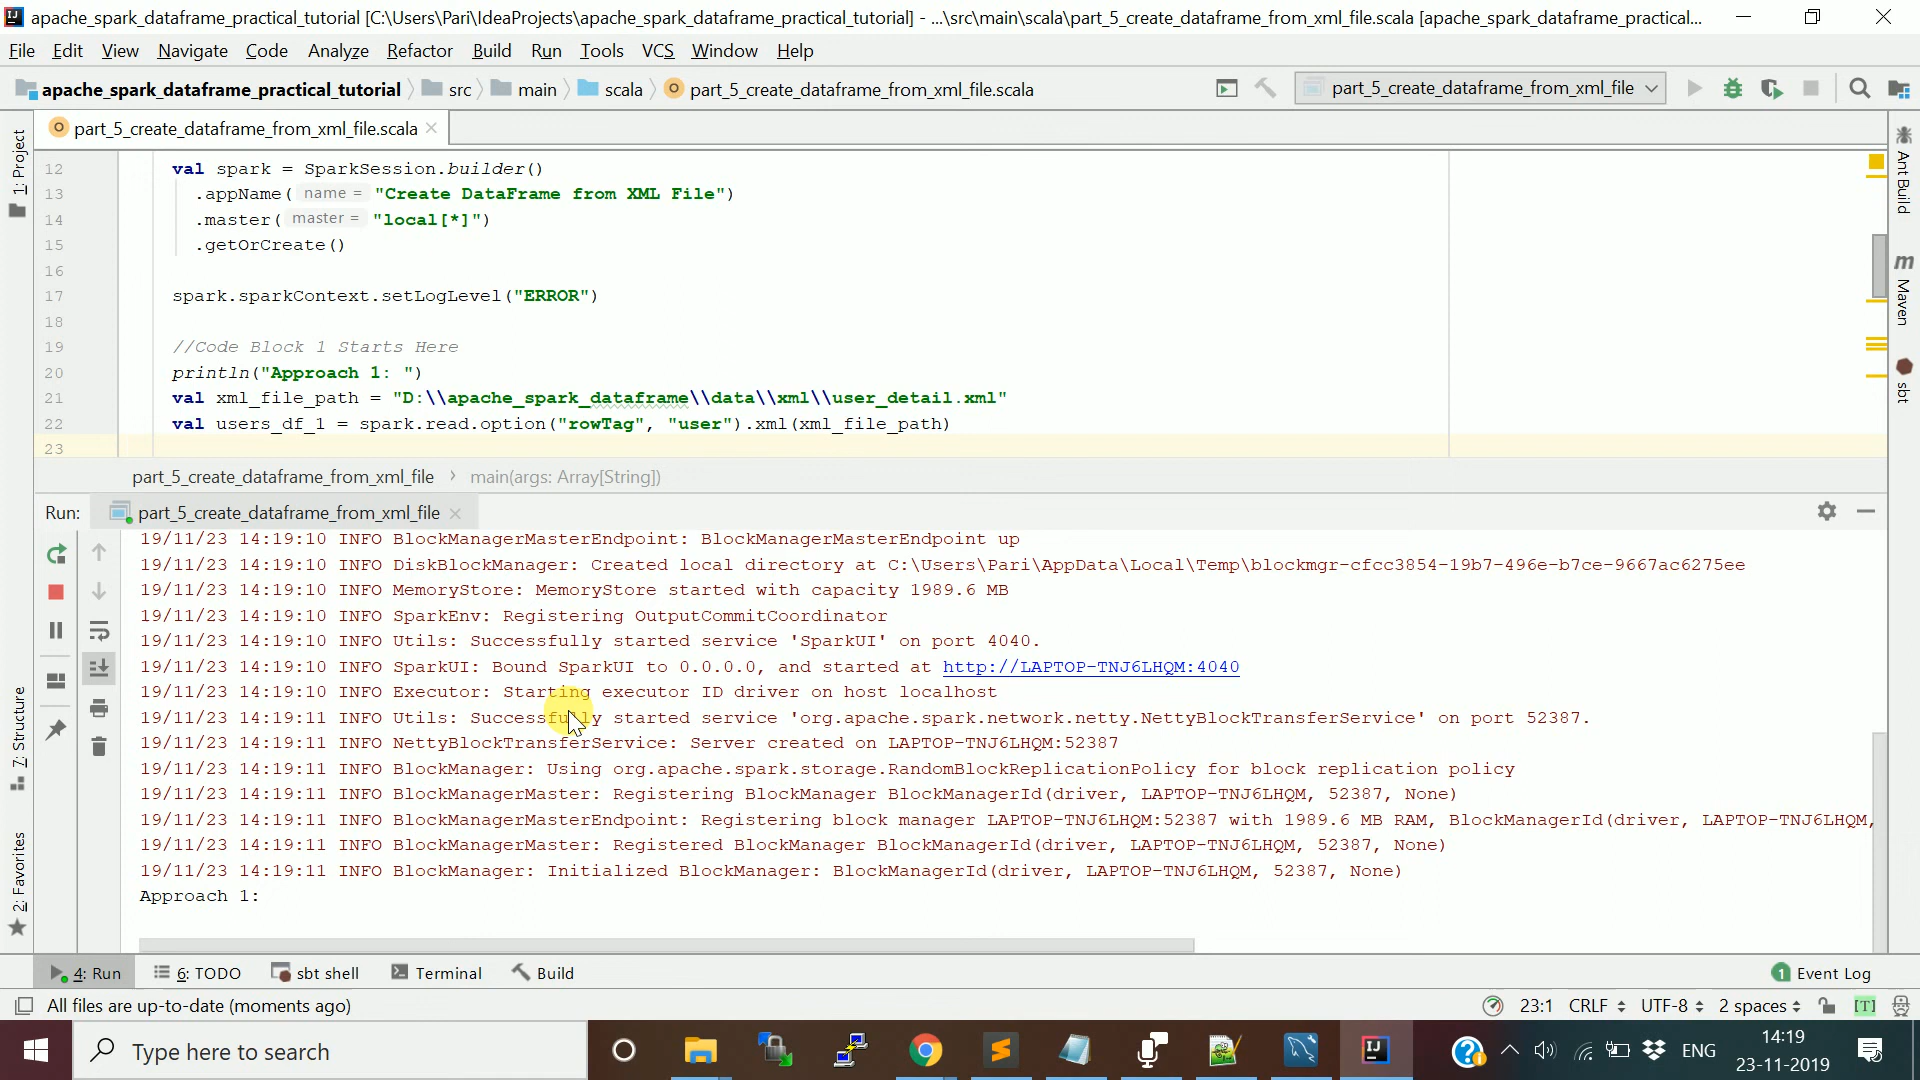 apache_spark_dataframe_practical_tutorial [C:\Users\Pari\IdeaProjects\apache_spark_dataframe_practical_tutorial] - ...\src\main\scala\part_5_create_dataframe_from_xml_file.scala [apache_spark_dataframe_practical...
File Edit View Navigate Code Analyze Refactor Build Run Tools VCS Window Help
apache_spark_dataframe_practical_tutorial src main scala part_5_create_dataframe_from_xml_file.scala part_5_create_dataframe_from_xml_file
part_5_create_dataframe_from_xml_file.scala
1: Project
7: Structure
2: Favorites
Ant Build
Maven
sbt
12 val spark = SparkSession.builder()
13 .appName( name = "Create DataFrame from XML File")
14 .master( master = "local[*]")
15 .getOrCreate()
16
17 spark.sparkContext.setLogLevel("ERROR")
18
19 //Code Block 1 Starts Here
20 println("Approach 1: ")
21 val xml_file_path = "D:\\apache_spark_dataframe\\data\\xml\\user_detail.xml"
22 val users_df_1 = spark.read.option("rowTag", "user").xml(xml_file_path)
23
part_5_create_dataframe_from_xml_file › main(args: Array[String])
Run: part_5_create_dataframe_from_xml_file
19/11/23 14:19:10 INFO BlockManagerMasterEndpoint: BlockManagerMasterEndpoint up
19/11/23 14:19:10 INFO DiskBlockManager: Created local directory at C:\Users\Pari\AppData\Local\Temp\blockmgr-cfcc3854-19b7-496e-b7ce-9667ac6275ee
19/11/23 14:19:10 INFO MemoryStore: MemoryStore started with capacity 1989.6 MB
19/11/23 14:19:10 INFO SparkEnv: Registering OutputCommitCoordinator
19/11/23 14:19:10 INFO Utils: Successfully started service 'SparkUI' on port 4040.
19/11/23 14:19:10 INFO SparkUI: Bound SparkUI to 0.0.0.0, and started at http://LAPTOP-TNJ6LHQM:4040
19/11/23 14:19:10 INFO Executor: Starting executor ID driver on host localhost
19/11/23 14:19:11 INFO Utils: Successfully started service 'org.apache.spark.network.netty.NettyBlockTransferService' on port 52387.
19/11/23 14:19:11 INFO NettyBlockTransferService: Server created on LAPTOP-TNJ6LHQM:52387
19/11/23 14:19:11 INFO BlockManager: Using org.apache.spark.storage.RandomBlockReplicationPolicy for block replication policy
19/11/23 14:19:11 INFO BlockManagerMaster: Registering BlockManager BlockManagerId(driver, LAPTOP-TNJ6LHQM, 52387, None)
19/11/23 14:19:11 INFO BlockManagerMasterEndpoint: Registering block manager LAPTOP-TNJ6LHQM:52387 with 1989.6 MB RAM, BlockManagerId(driver, LAPTOP-TNJ6LHQM,
19/11/23 14:19:11 INFO BlockManagerMaster: Registered BlockManager BlockManagerId(driver, LAPTOP-TNJ6LHQM, 52387, None)
19/11/23 14:19:11 INFO BlockManager: Initialized BlockManager: BlockManagerId(driver, LAPTOP-TNJ6LHQM, 52387, None)
Approach 1:
4: Run 6: TODO sbt shell Terminal Build 1 Event Log
All files are up-to-date (moments ago) 23:1 CRLF UTF-8 2 spaces [T]
Type here to search ENG 14:19
23-11-2019